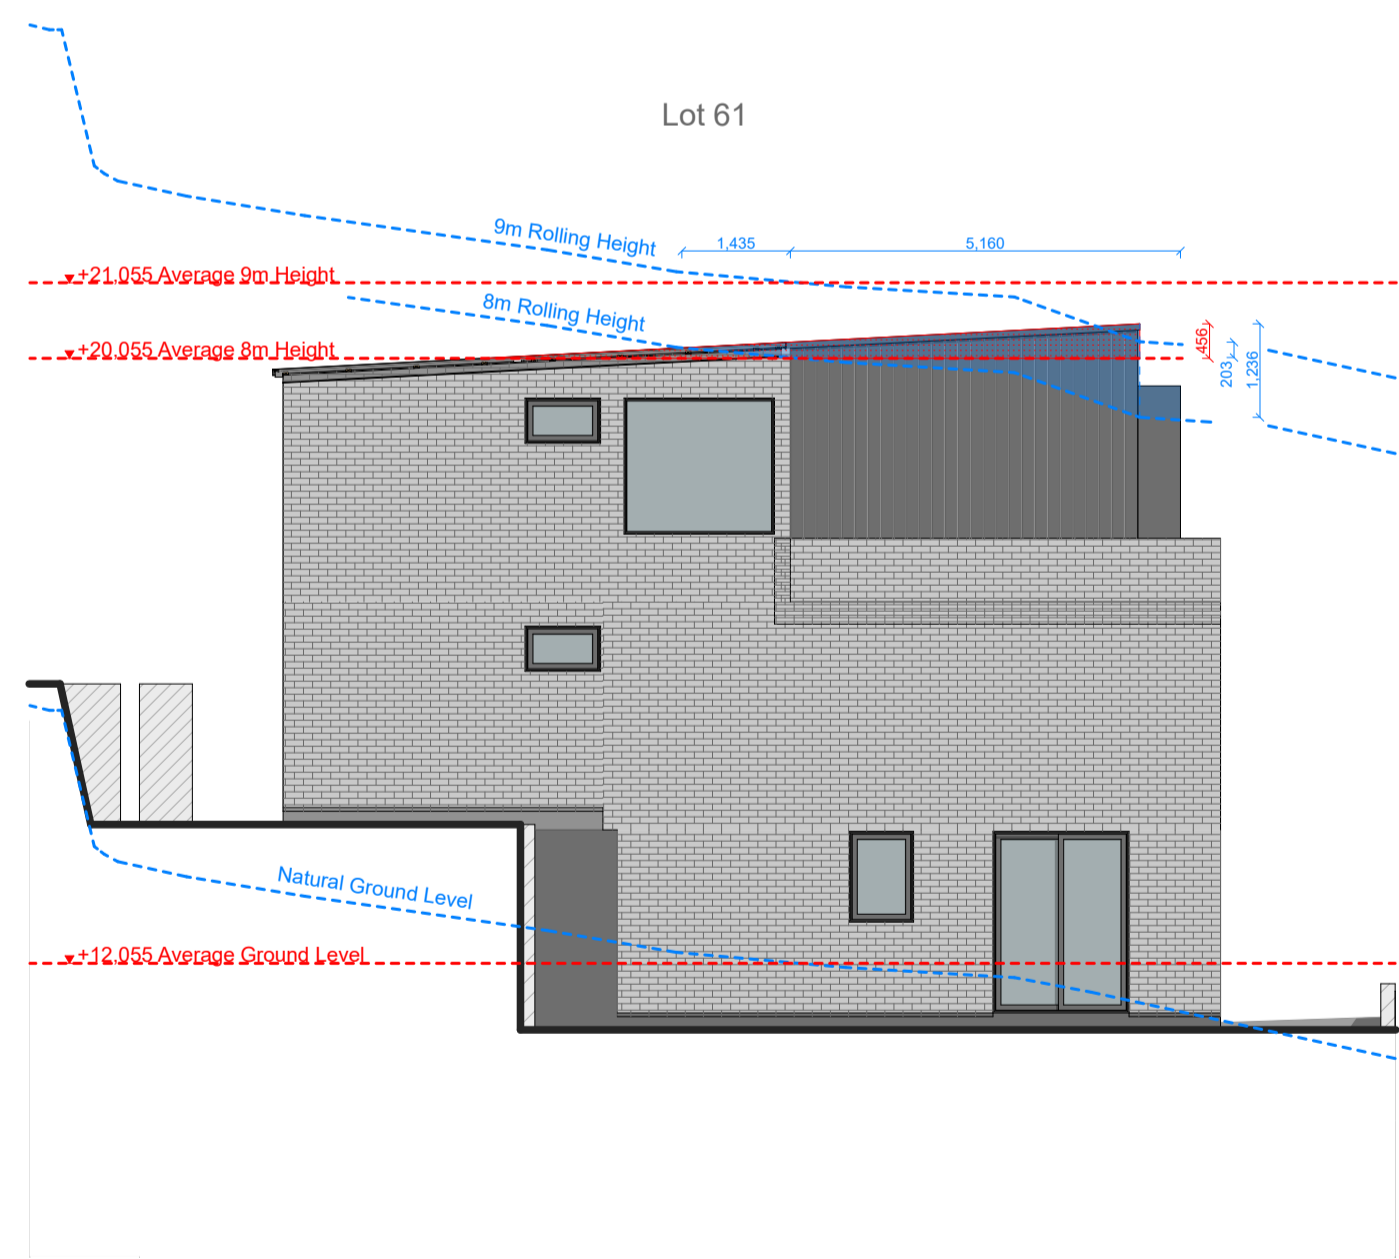 Lot 61
9m Rolling Height
1,435
5,160
+21,055 Average 9m Height
8m Rolling Height
+20,055 Average 8m Height
456
203
1,236
Natural Ground Level
+12,055 Average Ground Level